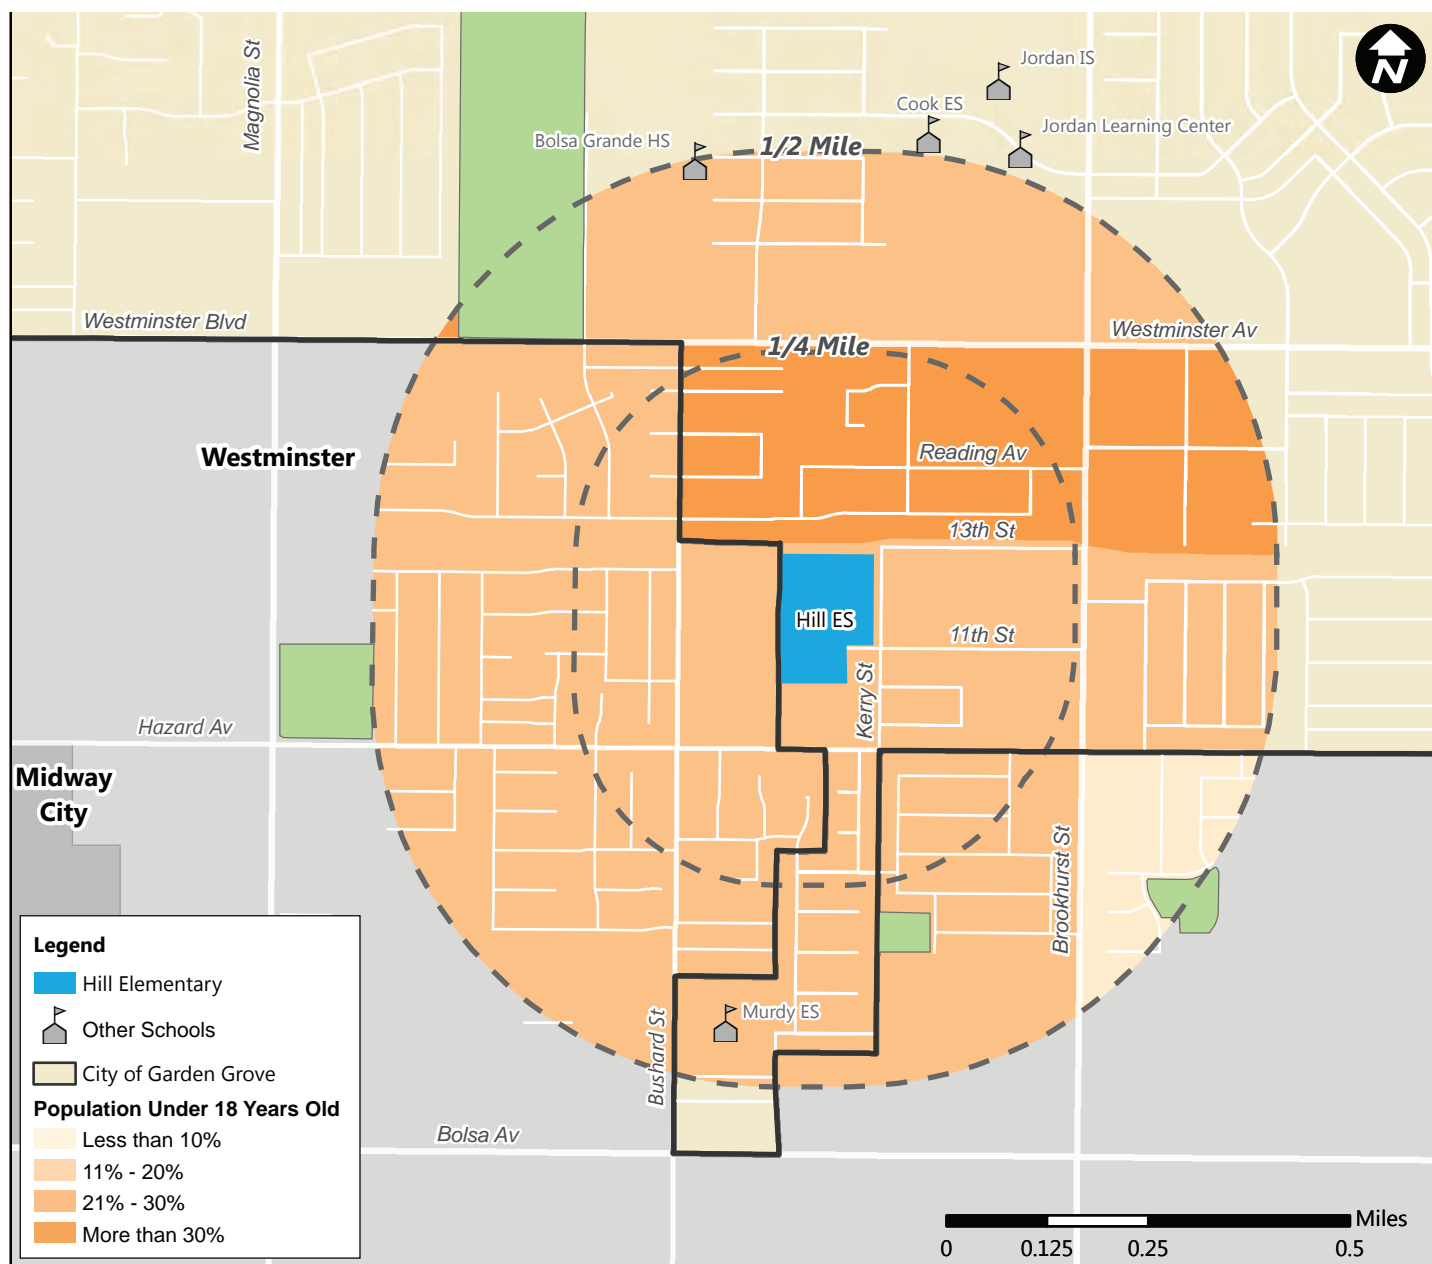 Magnolia St
Jordan IS
N
Cook ES
Jordan Learning Center
Bolsa Grande HS
1/2 Mile
Westminster Blvd
Westminster Av
1/4 Mile
Westminster
Reading Av
13th St
Hill ES
11th St
Kerry St
Hazard Av
Midway
City
Brookhurst St
Murdy ES
Bushard St
Bolsa Av
Legend
Hill Elementary
Other Schools
City of Garden Grove
Population Under 18 Years Old
Less than 10%
11% - 20%
21% - 30%
More than 30%
Miles
0 0.125 0.25 0.5